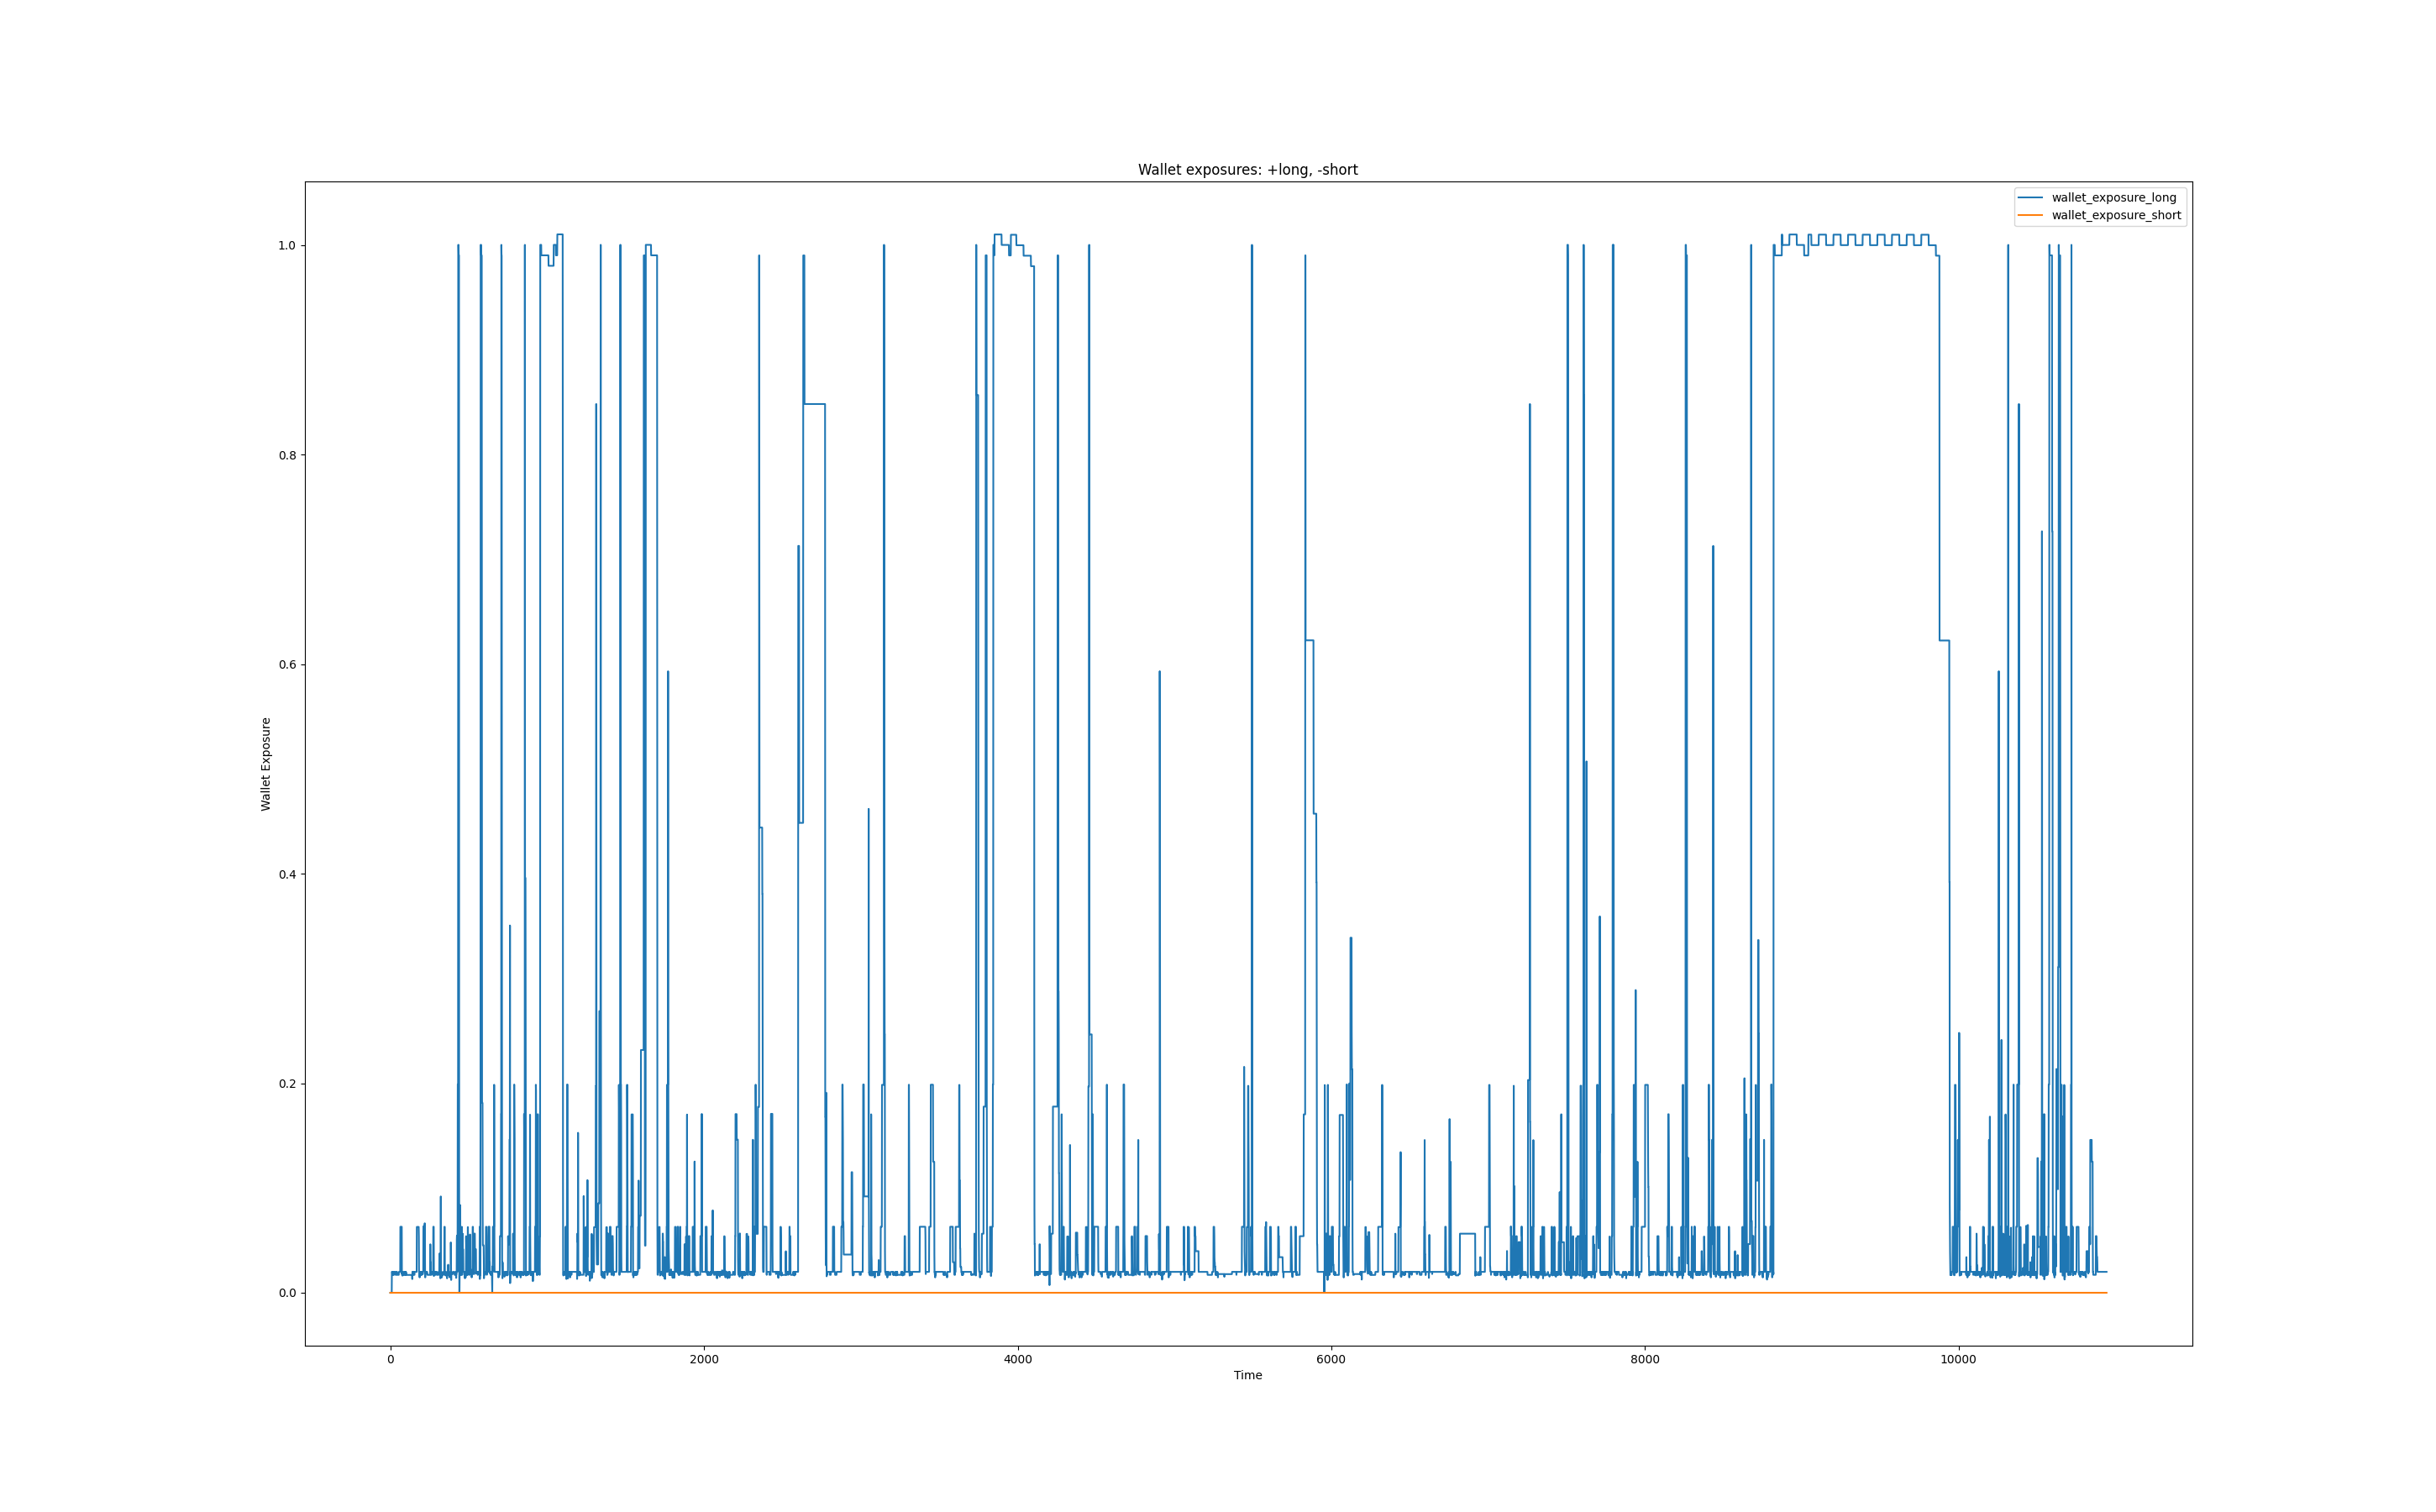 Wallet exposures: +long, -short
wallet_exposure_long
wallet_exposure_short
1.0
0.8
0.6
0.4
0.2
0.0
Wallet Exposure
0 2000 4000 6000 8000 10000
Time